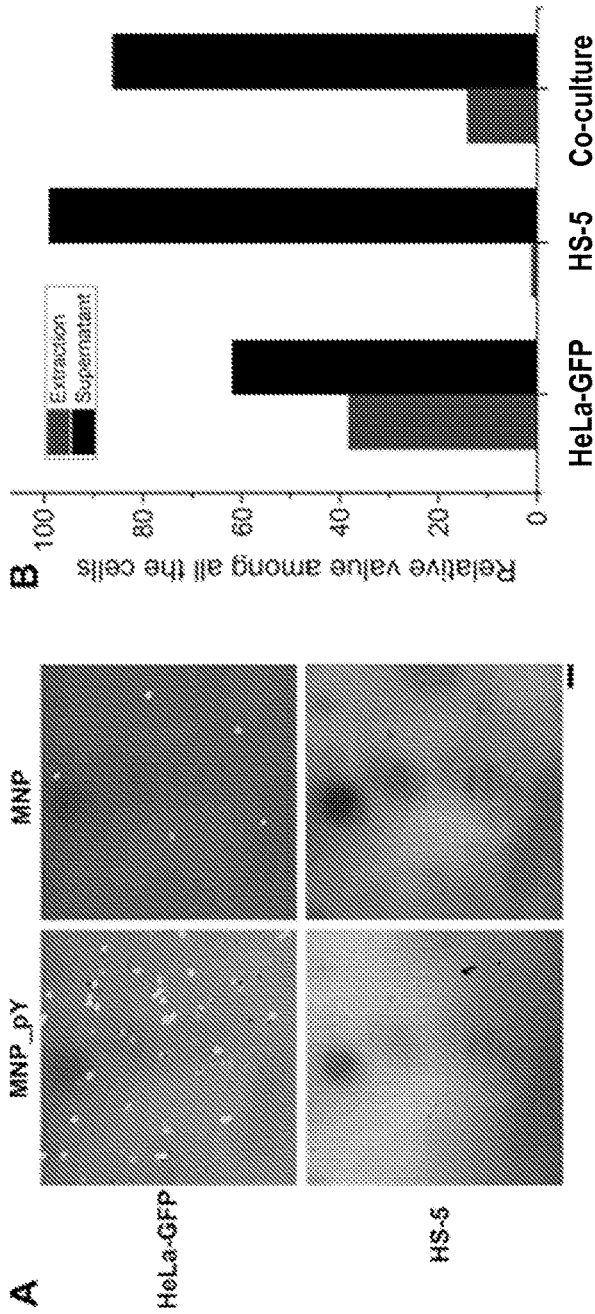 A
MNP_pY
MNP
HeLa-GFP
HS-5
B
Relative value among all the cells
100
80
60
40
20
0
Extraction
Supernatant
HeLa-GFP
HS-5
Co-culture